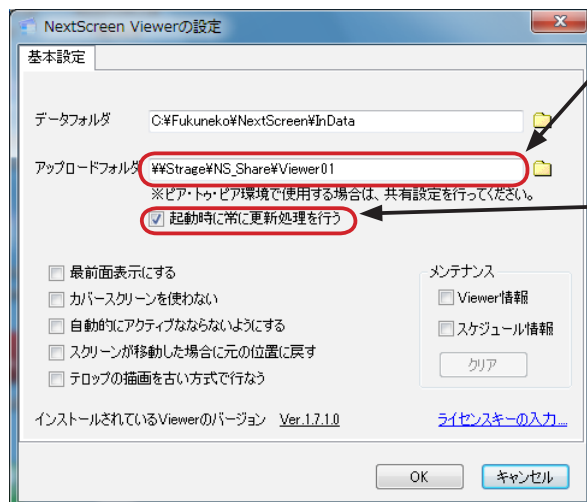 NextScreen Viewerの設定
基本設定
データフォルダ C:¥Fukuneko¥NextScreen¥InData
アップロードフォルダ ¥¥Strage¥NS_Share¥Viewer01
※ピア・トゥ・ピア環境で使用する場合は、共有設定を行ってください。
起動時に常に更新処理を行う
最前面表示にする
カバースクリーンを使わない
自動的にアクティブなならないようにする
スクリーンが移動した場合に元の位置に戻す
テロップの描画を古い方式で行なう
メンテナンス
Viewer情報
スケジュール情報
クリア
インストールされているViewerのバージョン Ver.1.7.1.0 ライセンスキーの入力...
OK キャンセル